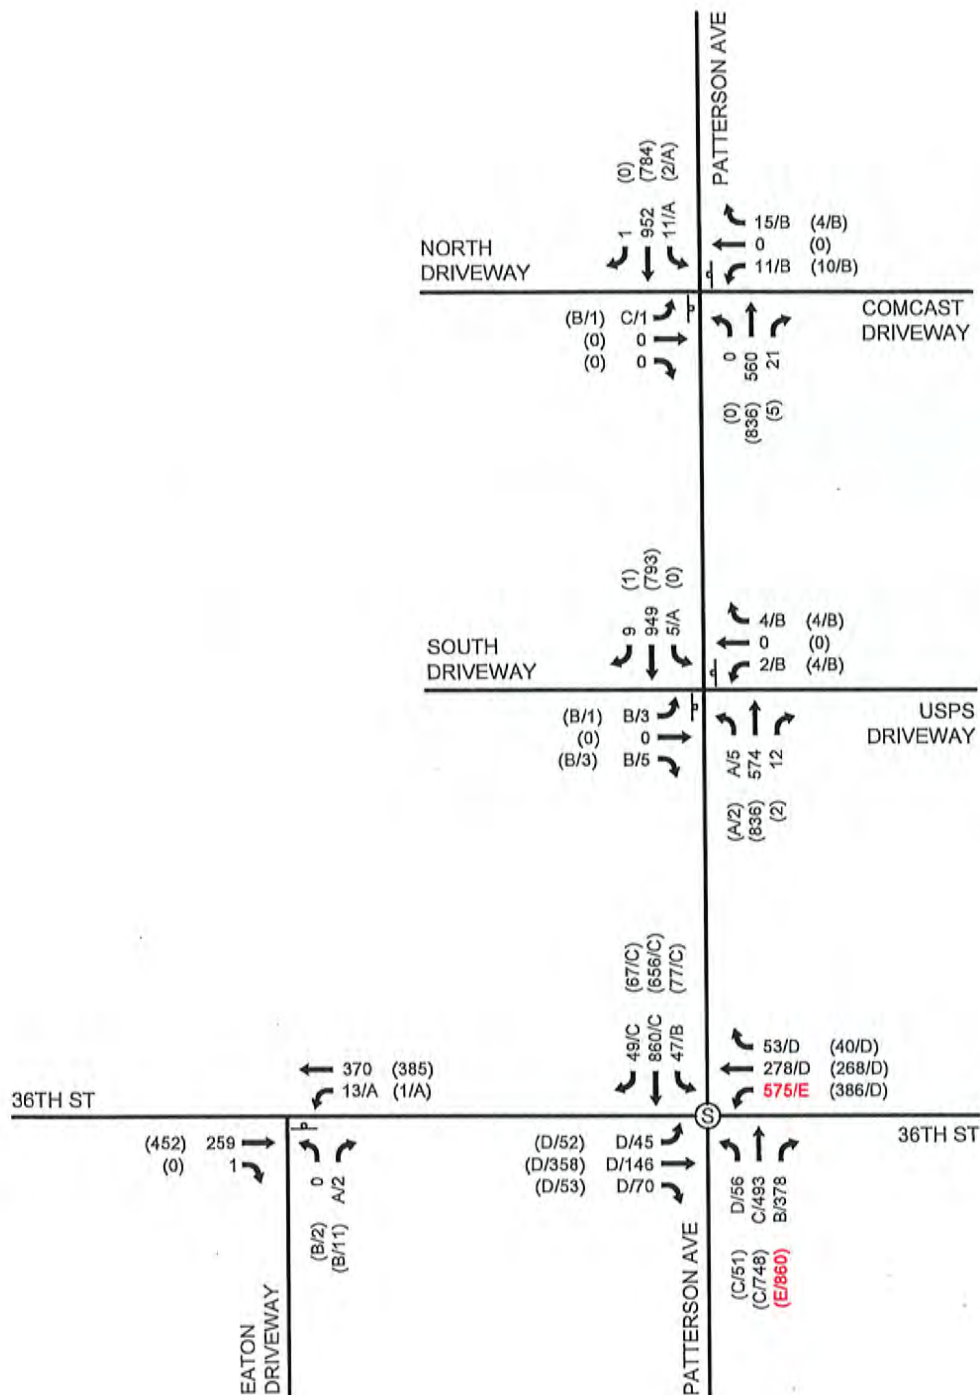 PATTERSON AVE
(0)
(784)
(2/A)
1
952
11/A
15/B (4/B)
0 (0)
11/B (10/B)
NORTH
DRIVEWAY
COMCAST
DRIVEWAY
(B/1) C/1
(0) 0
(0) 0
0
560
21
(0)
(836)
(5)
(1)
(793)
(0)
9
949
5/A
4/B (4/B)
0 (0)
2/B (4/B)
SOUTH
DRIVEWAY
USPS
DRIVEWAY
(B/1) B/3
(0) 0
(B/3) B/5
A/5
574
12
(A/2)
(836)
(2)
(67/C)
(656/C)
(77/C)
49/C
860/C
47/B
53/D (40/D)
278/D (268/D)
575/E (386/D)
370 (385)
13/A (1/A)
36TH ST
S
36TH ST
(452) 259
(0) 1
0
A/2
(B/2)
(B/11)
(D/52) D/45
(D/358) D/146
(D/53) D/70
D/56
C/493
B/378
(C/51)
(C/748)
(E/860)
EATON
DRIVEWAY
PATTERSON AVE